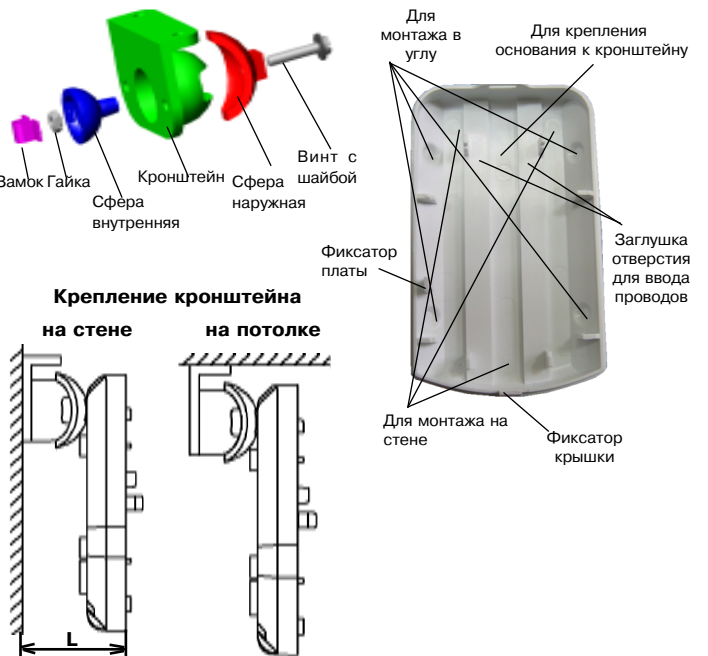 Замок
Гайка
Сфера
внутренняя
Кронштейн
Сфера
наружная
Винт с
шайбой
Для
монтажа в
углу
Для крепления
основания к кронштейну
Фиксатор
платы
Заглушка
отверстия
для ввода
проводов
Для монтажа на
стене
Фиксатор
крышки
Крепление кронштейна
на стене
на потолке
L